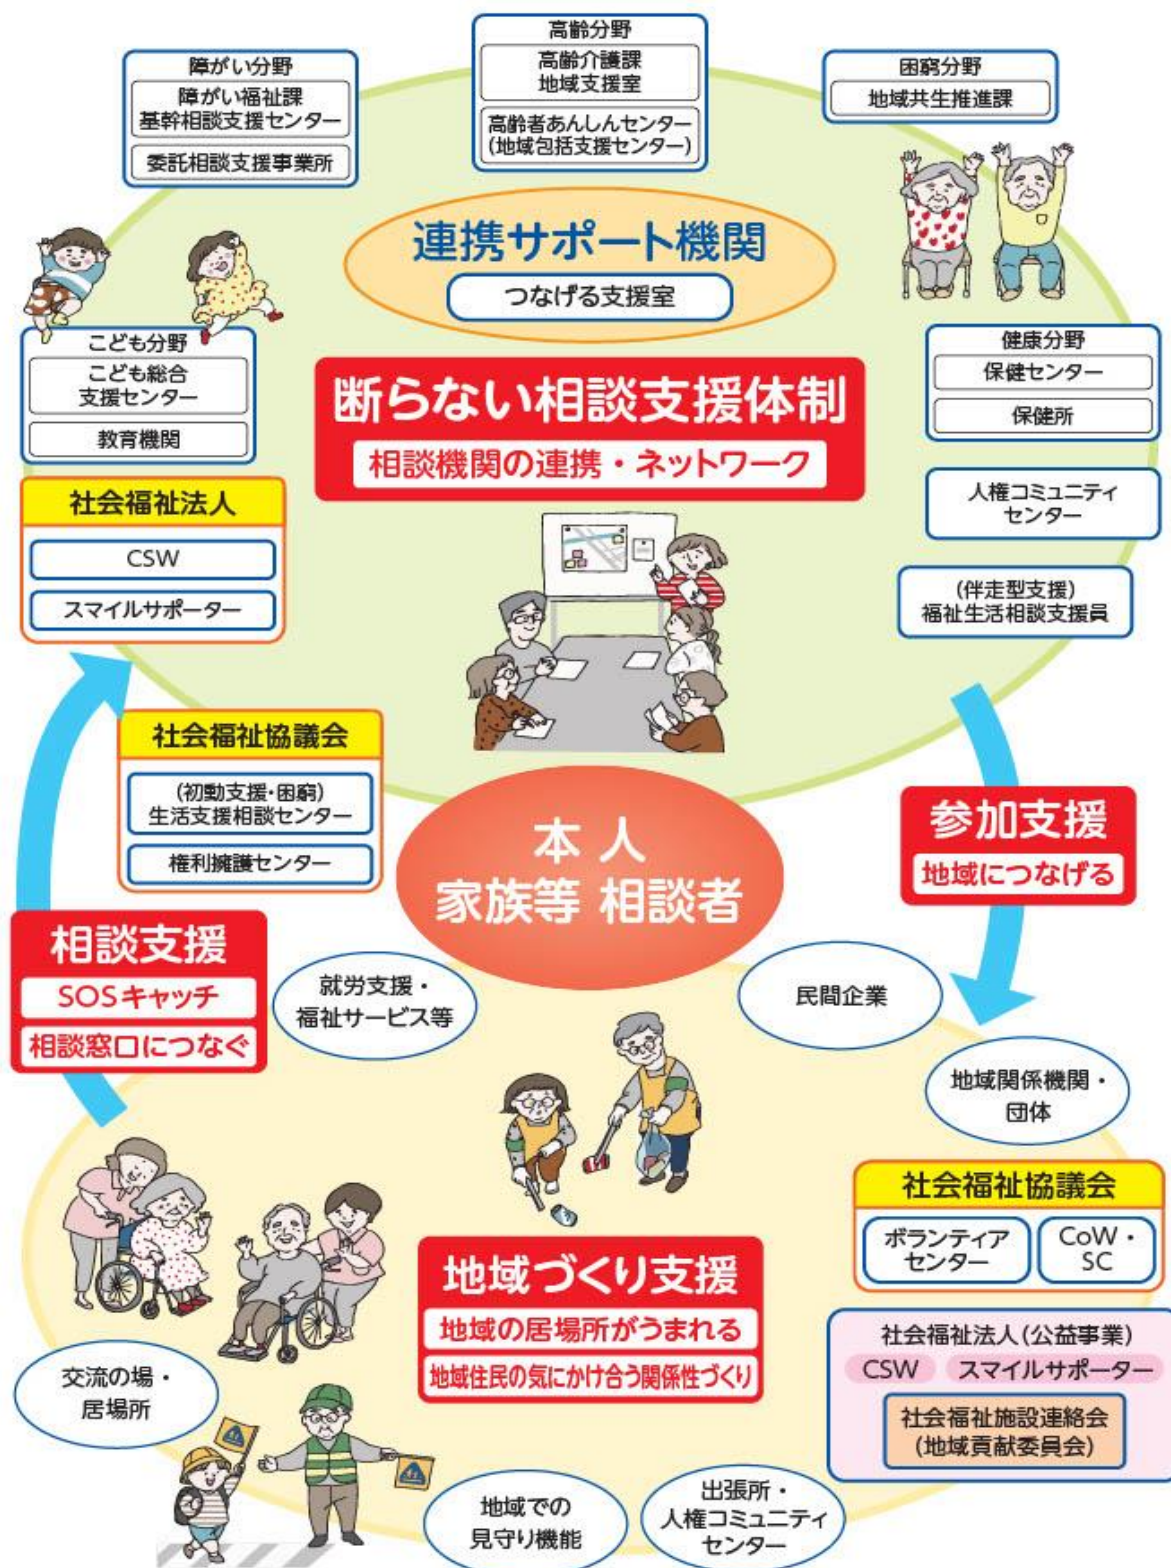 高齢分野
高齢介護課
地域支援室
高齢者あんしんセンター
(地域包括支援センター)
障がい分野
障がい福祉課
基幹相談支援センター
委託相談支援事業所
困窮分野
地域共生推進課
連携サポート機関
つなげる支援室
こども分野
こども総合
支援センター
教育機関
健康分野
保健センター
保健所
断らない相談支援体制
相談機関の連携・ネットワーク
社会福祉法人
CSW
スマイルサポーター
人権コミュニティ
センター
(伴走型支援)
福祉生活相談支援員
社会福祉協議会
(初動支援・困窮)
生活支援相談センター
権利擁護センター
本人
家族等 相談者
参加支援
地域につなげる
相談支援
SOSキャッチ
相談窓口につなぐ
就労支援・
福祉サービス等
民間企業
地域関係機関・
団体
社会福祉協議会
ボランティア
センター
CoW・
SC
地域づくり支援
地域の居場所がうまれる
地域住民の気にかけ合う関係性づくり
社会福祉法人(公益事業)
CSW スマイルサポーター
社会福祉施設連絡会
(地域貢献委員会)
交流の場・
居場所
地域での
見守り機能
出張所・
人権コミュニティ
センター